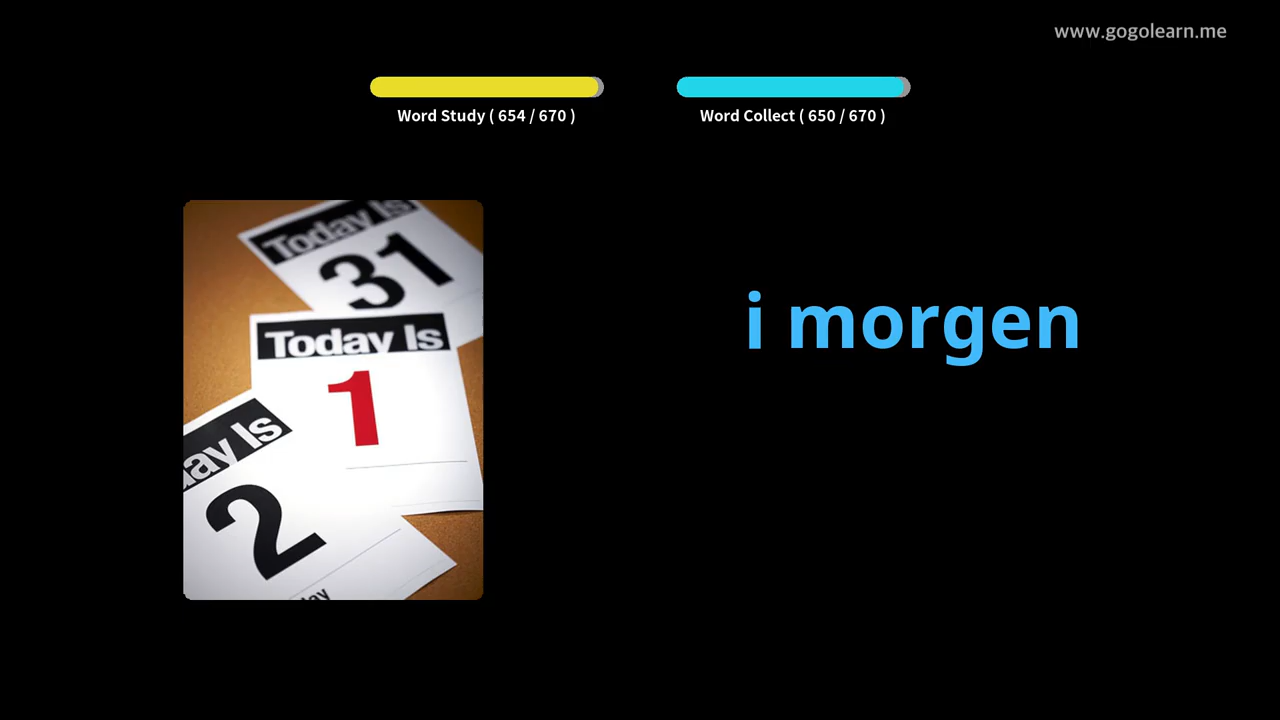 www.gogolearn.me
Word Study ( 654 / 670 )
Word Collect ( 650 / 670 )
Today Is
31
Today Is
1
ay Is
2
i morgen